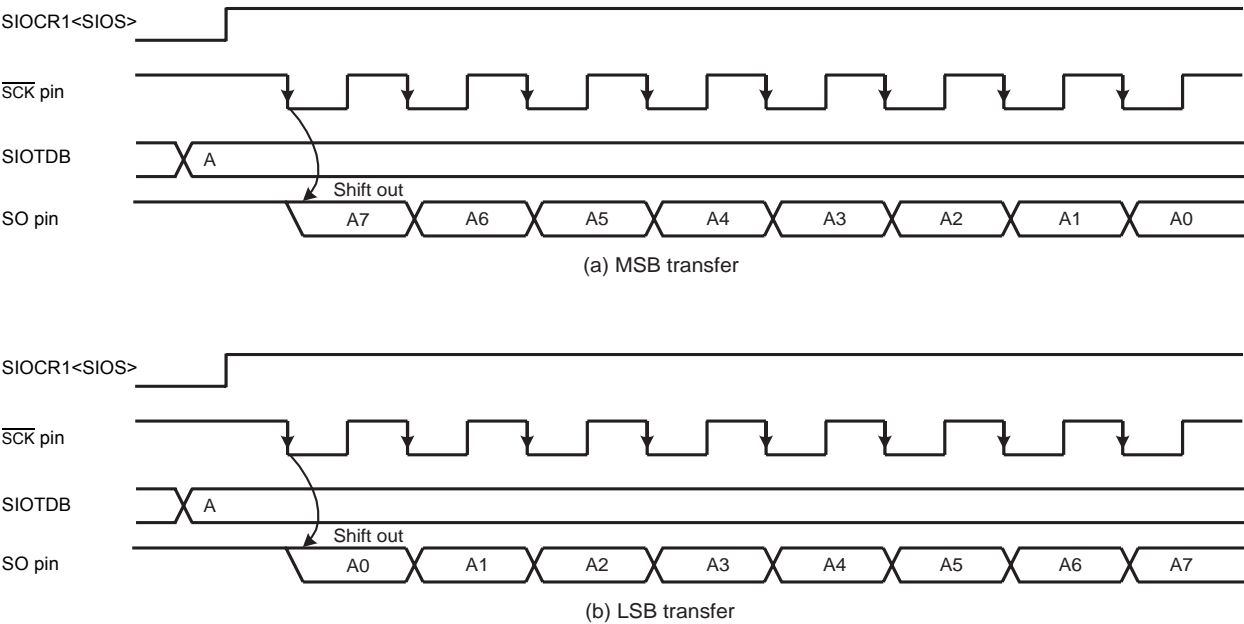 SIOCR1<SIOS>
SCK pin
SIOTDB
A
Shift out
SO pin
A7 A6 A5 A4 A3 A2 A1 A0
(a) MSB transfer
SIOCR1<SIOS>
SCK pin
SIOTDB
A
Shift out
SO pin
A0 A1 A2 A3 A4 A5 A6 A7
(b) LSB transfer